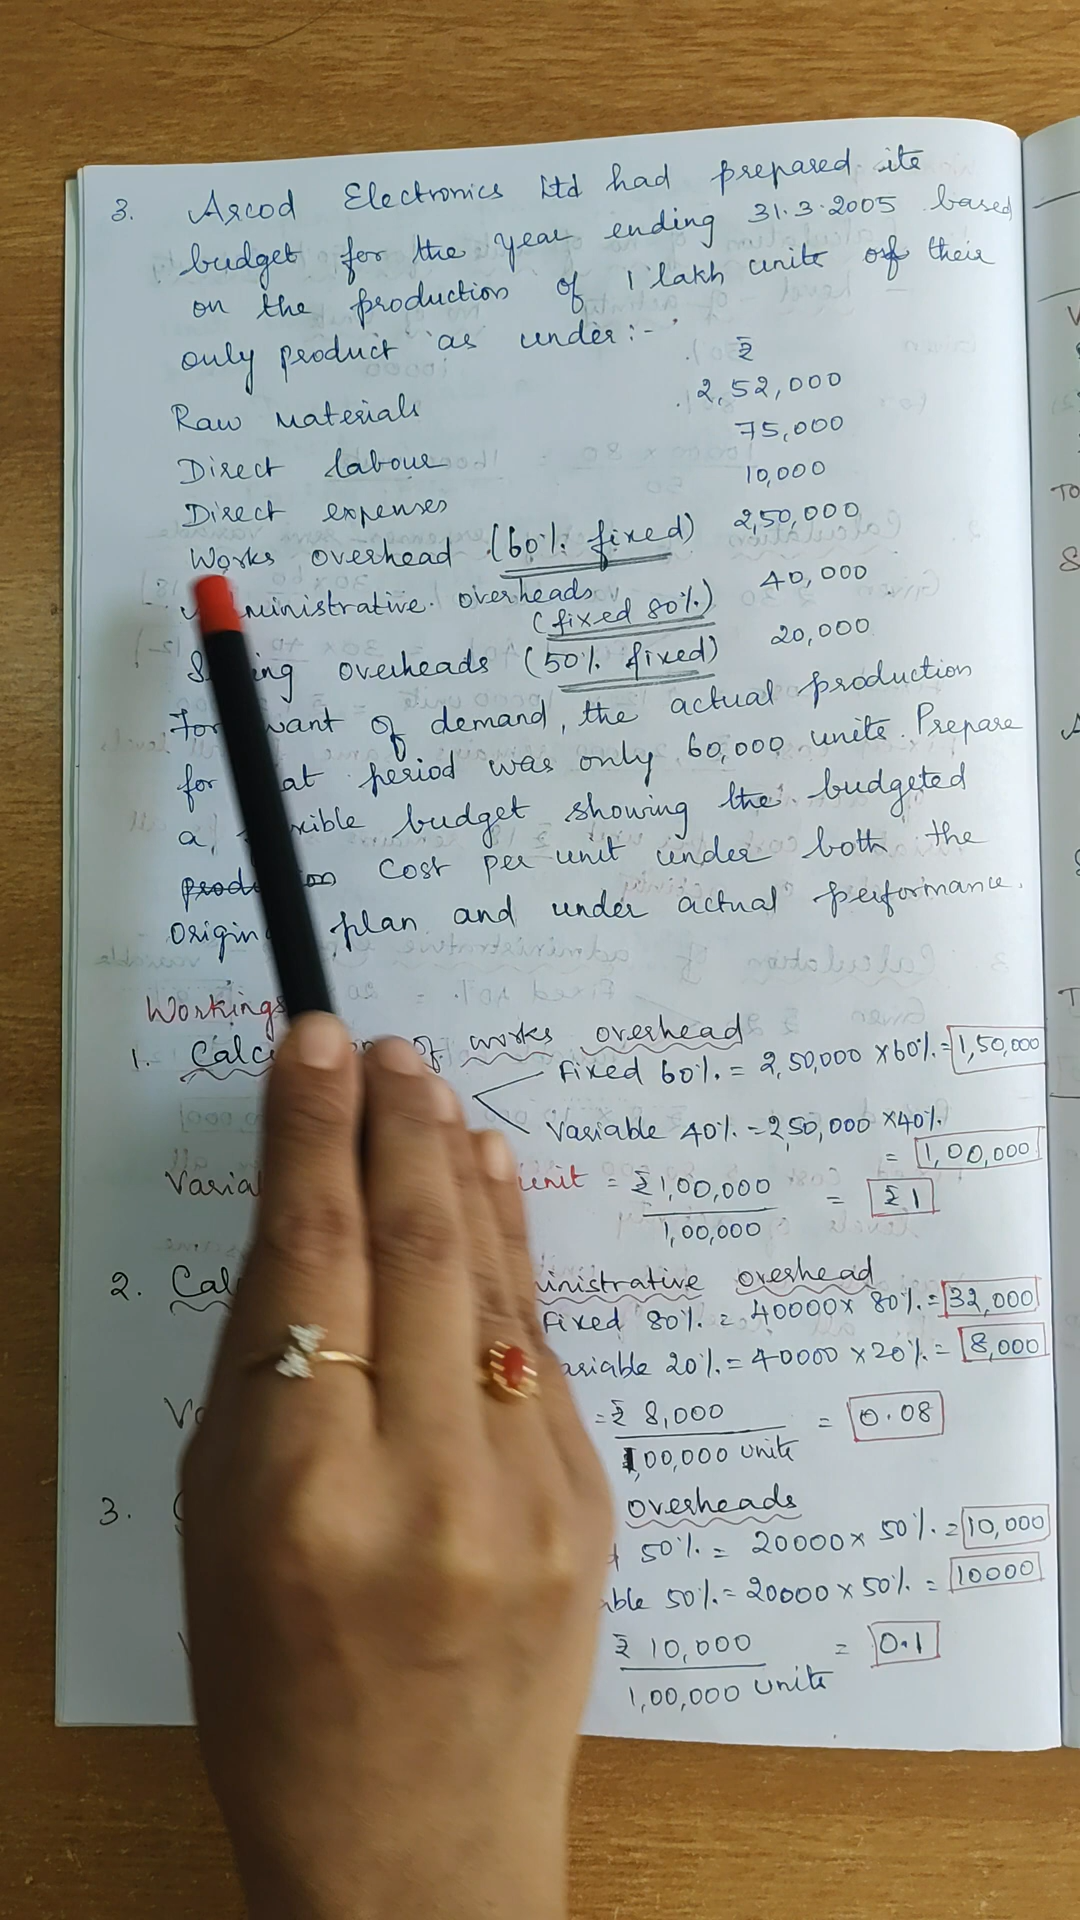 3. Ascod Electronics Ltd had prepared its
budget for the year ending 31.3.2005 based
on the production of 1 lakh units of their
only product as under:-
₹
Raw materials 2,52,000
Direct labour 75,000
Direct expenses 10,000
Works overhead (60% fixed) 2,50,000
Administrative overheads (fixed 80%) 40,000
Selling overheads (50% fixed) 20,000
For want of demand, the actual production
for at period was only 60,000 units. Prepare
a xible budget showing the budgeted
cost per unit under both the
Origin plan and under actual performance.
Workings
1. Calc of works overhead
Fixed 60% = 2,50,000 × 60% = 1,50,000
Variable 40% = 2,50,000 × 40%
= 1,00,000
Varia unit = ₹1,00,000 / 1,00,000 = ₹1
2. Cal ministrative overhead
Fixed 80% = 40000 × 80% = 32,000
ariable 20% = 40000 × 20% = 8,000
Va = ₹ 8,000 / 1,00,000 units = 0.08
3. overheads
50% = 20000 × 50% = 10,000
able 50% = 20000 × 50% = 10000
₹ 10,000 / 1,00,000 units = 0.1